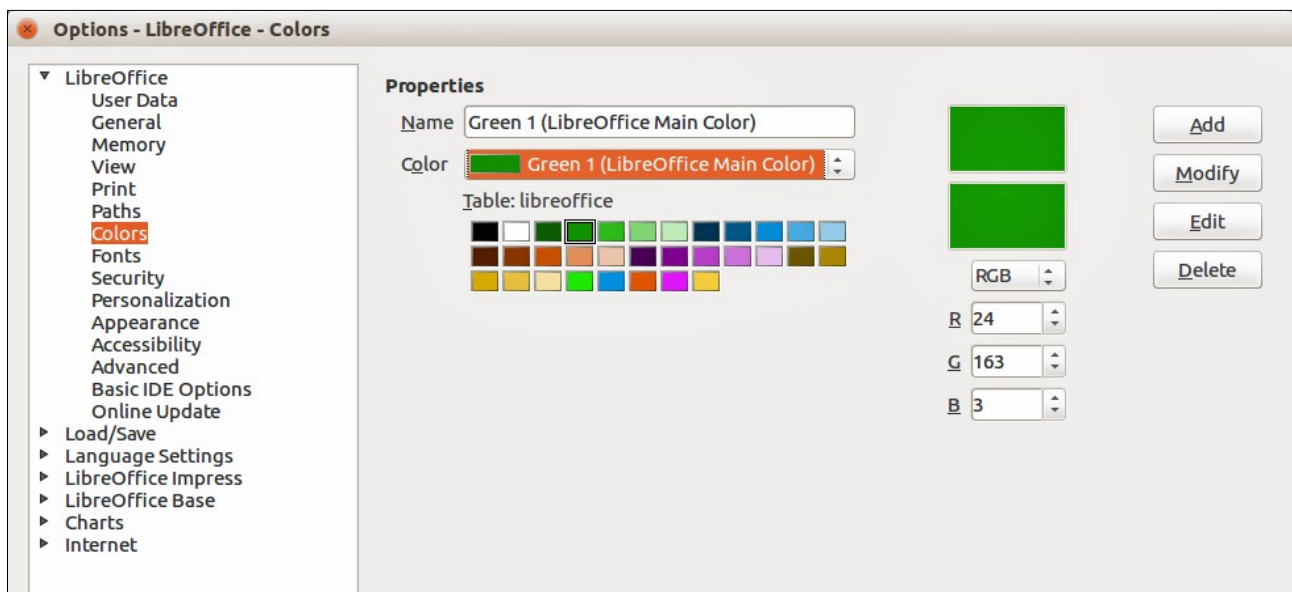 Options - LibreOffice - Colors
LibreOffice
User Data
General
Memory
View
Print
Paths
Colors
Fonts
Security
Personalization
Appearance
Accessibility
Advanced
Basic IDE Options
Online Update
Load/Save
Language Settings
LibreOffice Impress
LibreOffice Base
Charts
Internet
Properties
Name Green 1 (LibreOffice Main Color)
Color Green 1 (LibreOffice Main Color)
Table: libreoffice
RGB
R 24
G 163
B 3
Add
Modify
Edit
Delete